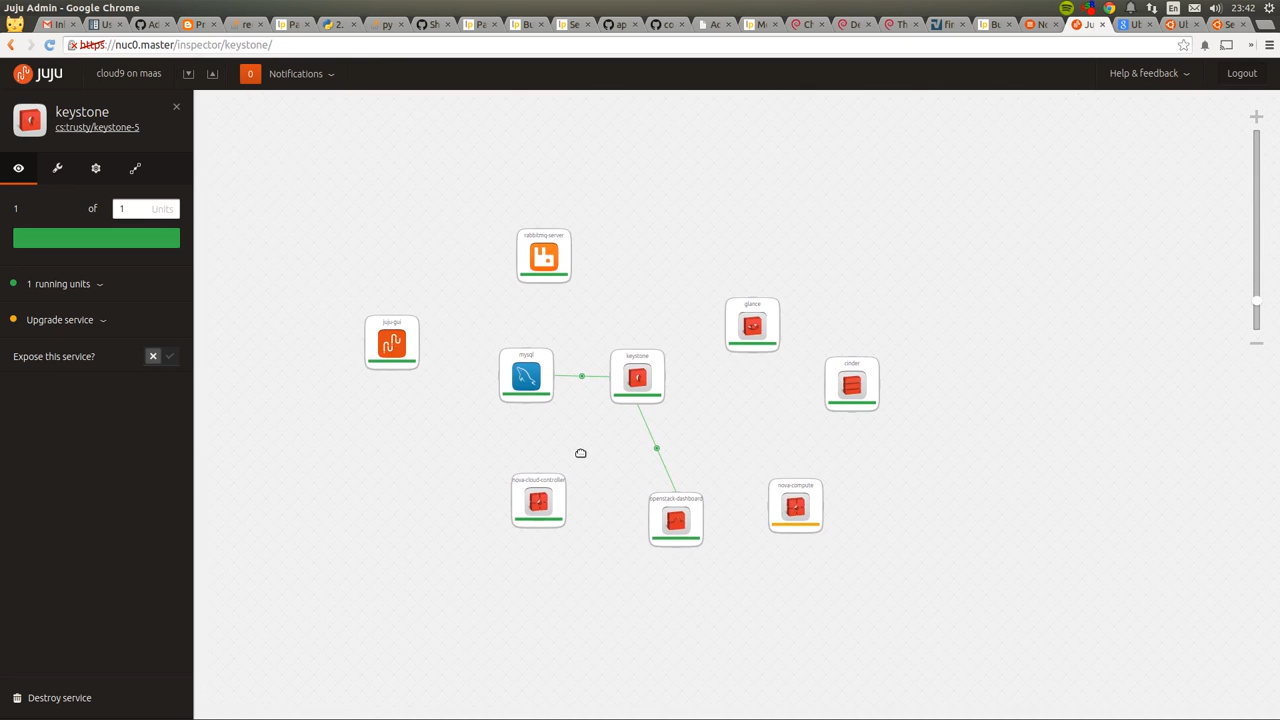 Juju Admin - Google Chrome
En
23:42
https://nuc0.master/inspector/keystone/
juju
cloud9 on maas
0
Notifications
Help & feedback
Logout
keystone
cs:trusty/keystone-5
1 of 1 Units
1 running units
Upgrade service
Expose this service?
Destroy service
rabbitmq-server
glance
juju-gui
mysql
keystone
cinder
nova-cloud-controller
openstack-dashboard
nova-compute